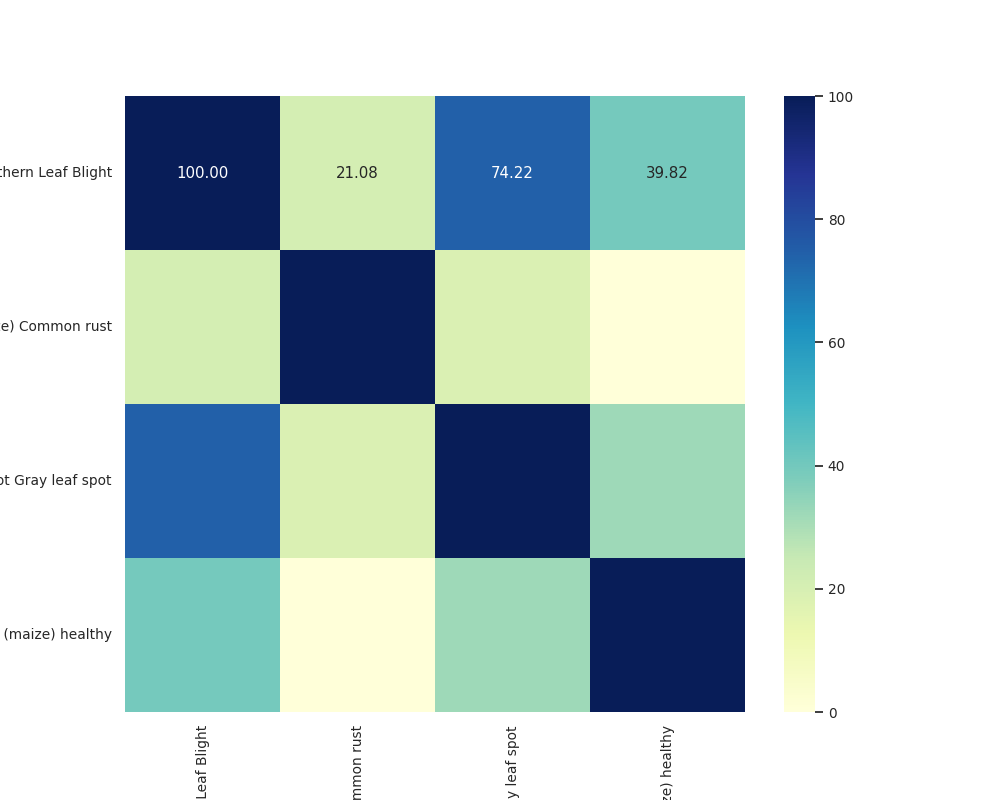 100
thern Leaf Blight 100.00 21.08 74.22 39.82
80
e) Common rust
60
ot Gray leaf spot
40
20
(maize) healthy
0
Leaf Blight
mmon rust
y leaf spot
ze) healthy